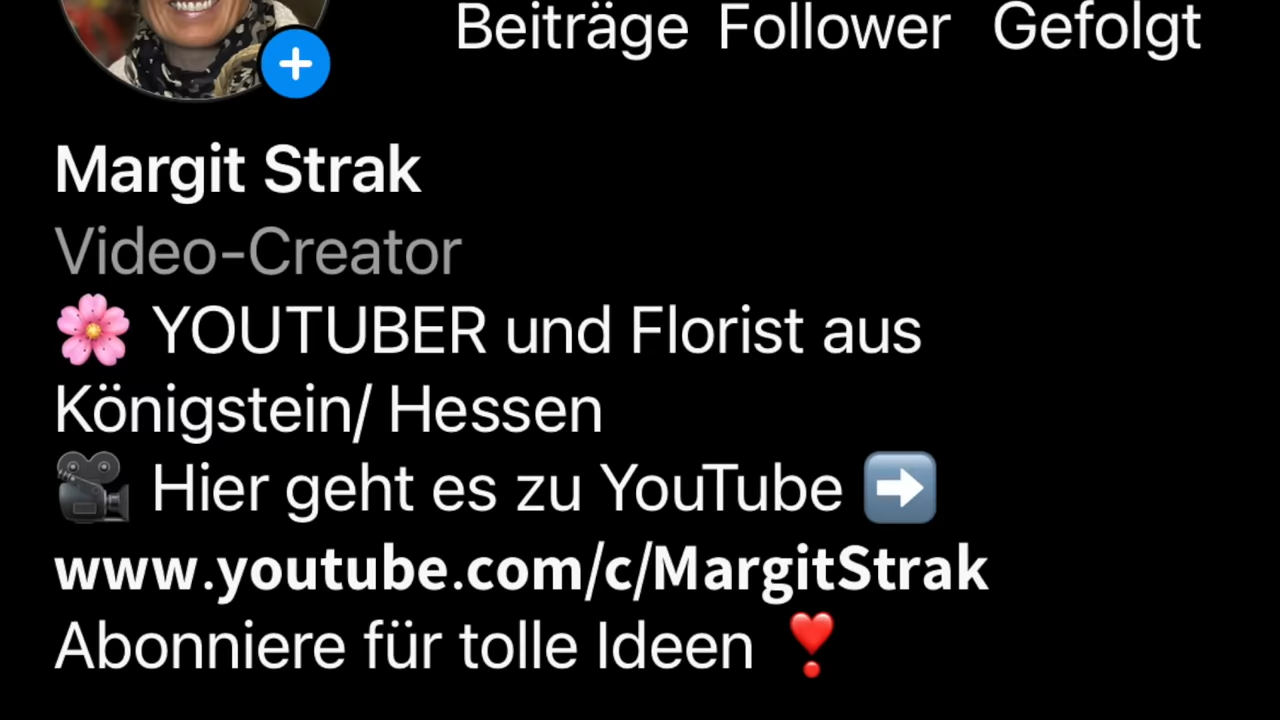 Beiträge Follower Gefolgt
Margit Strak
Video-Creator
🌸 YOUTUBER und Florist aus
Königstein/ Hessen
🎥 Hier geht es zu YouTube ➡️
www.youtube.com/c/MargitStrak
Abonniere für tolle Ideen ❣️